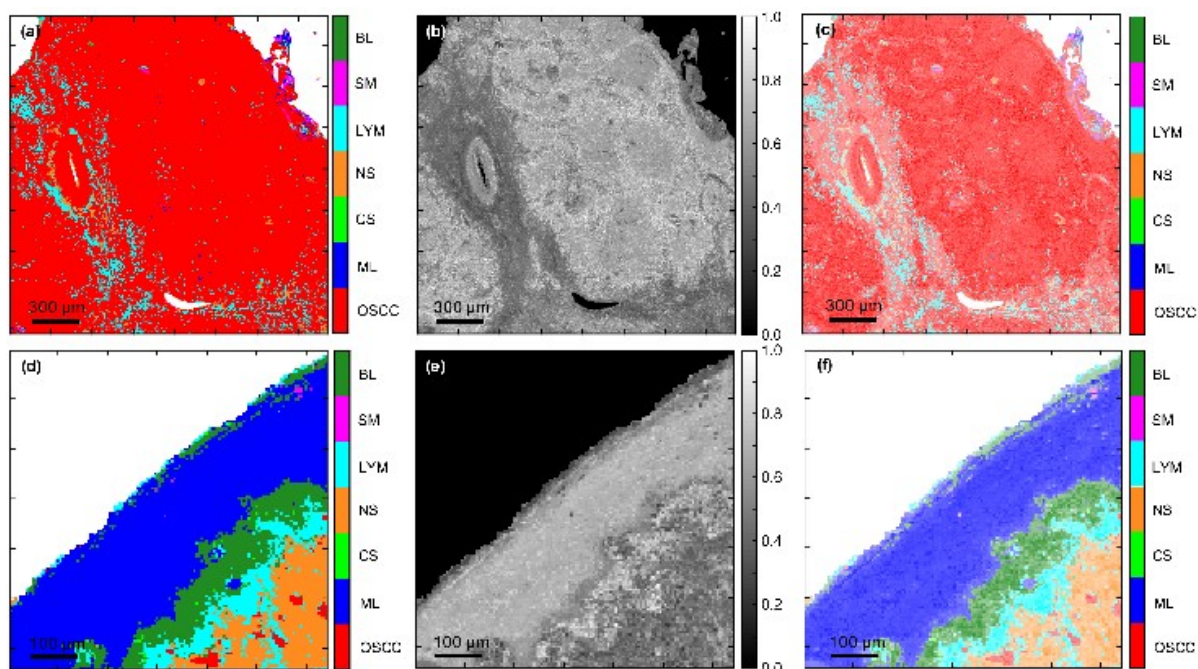 (a)
BL
SM
LYM
NS
CS
ML
OSCC
300 µm
(b)
1.0
0.8
0.6
0.4
0.2
0.0
300 µm
(c)
BL
SM
LYM
NS
CS
ML
OSCC
300 µm
(d)
BL
SM
LYM
NS
CS
ML
OSCC
100 µm
(e)
1.0
0.8
0.6
0.4
0.2
0.0
100 µm
(f)
BL
SM
LYM
NS
CS
ML
OSCC
100 µm